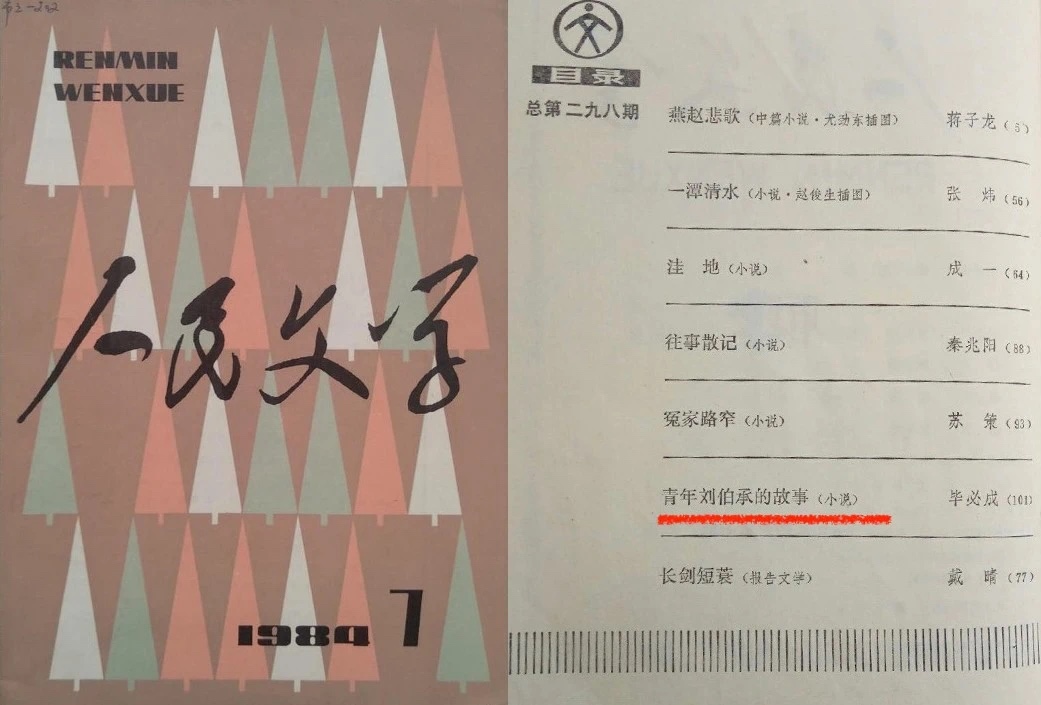 RENMIN
WENXUE
人民文学
1984 7
目录
总第二九八期
燕赵悲歌(中篇小说·尤劲东插图) 蒋子龙(5)
一潭清水(小说·赵俊生插图) 张 炜(56)
洼 地(小说) 成 一(64)
往事散记(小说) 秦兆阳(88)
冤家路窄(小说) 苏 策(93)
青年刘伯承的故事(小说) 毕必成(101)
长剑短蓑(报告文学) 戴 晴(77)